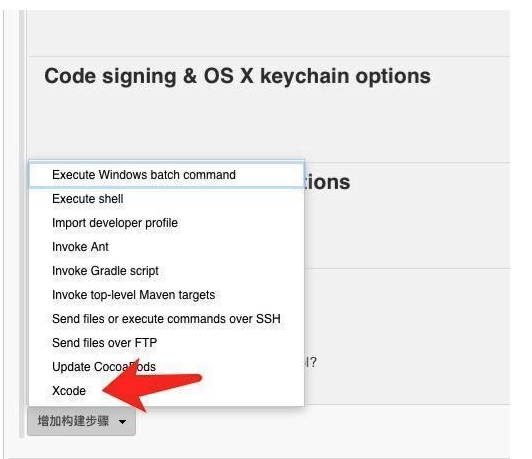 Code signing & OS X keychain options
Execute Windows batch command
tions
Execute shell
Import developer profile
Invoke Ant
Invoke Gradle script
Invoke top-level Maven targets
Send files or execute commands over SSH
Send files over FTP
Update CocoaPods
l?
Xcode
增加构建步骤